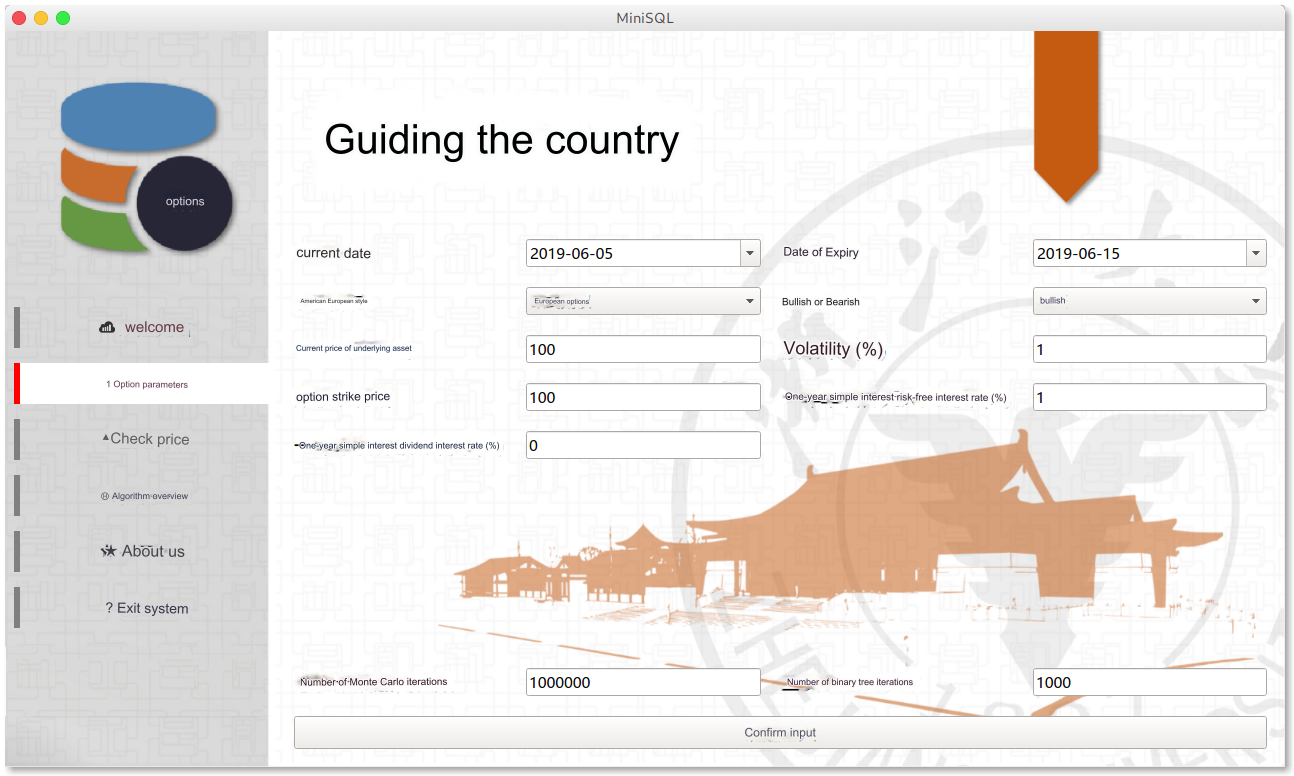 MiniSQL
options
Guiding the country
current date
2019-06-05
Date of Expiry
2019-06-15
American European style
European options
Bullish or Bearish
bullish
Current price of underlying asset
100
Volatility (%)
1
option strike price
100
One-year simple interest risk-free interest rate (%)
1
One-year simple interest dividend interest rate (%)
0
welcome
1 Option parameters
Check price
Algorithm overview
About us
? Exit system
Number of Monte Carlo iterations
1000000
Number of binary tree iterations
1000
Confirm input